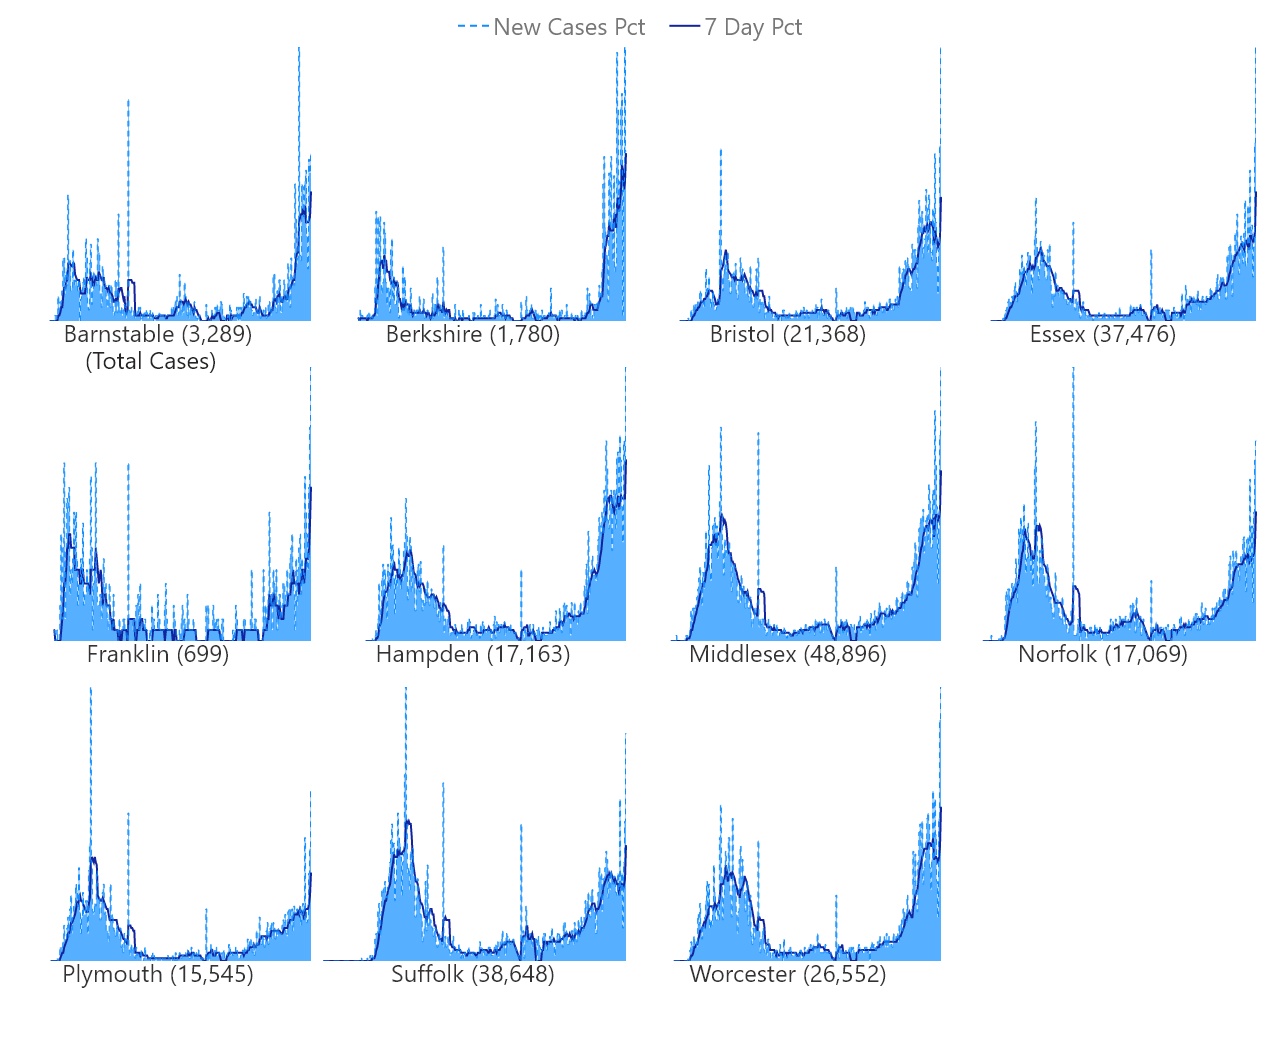 New Cases Pct 7 Day Pct
Barnstable (3,289) Berkshire (1,780) Bristol (21,368) Essex (37,476)
(Total Cases)
Franklin (699) Hampden (17,163) Middlesex (48,896) Norfolk (17,069)
Plymouth (15,545) Suffolk (38,648) Worcester (26,552)